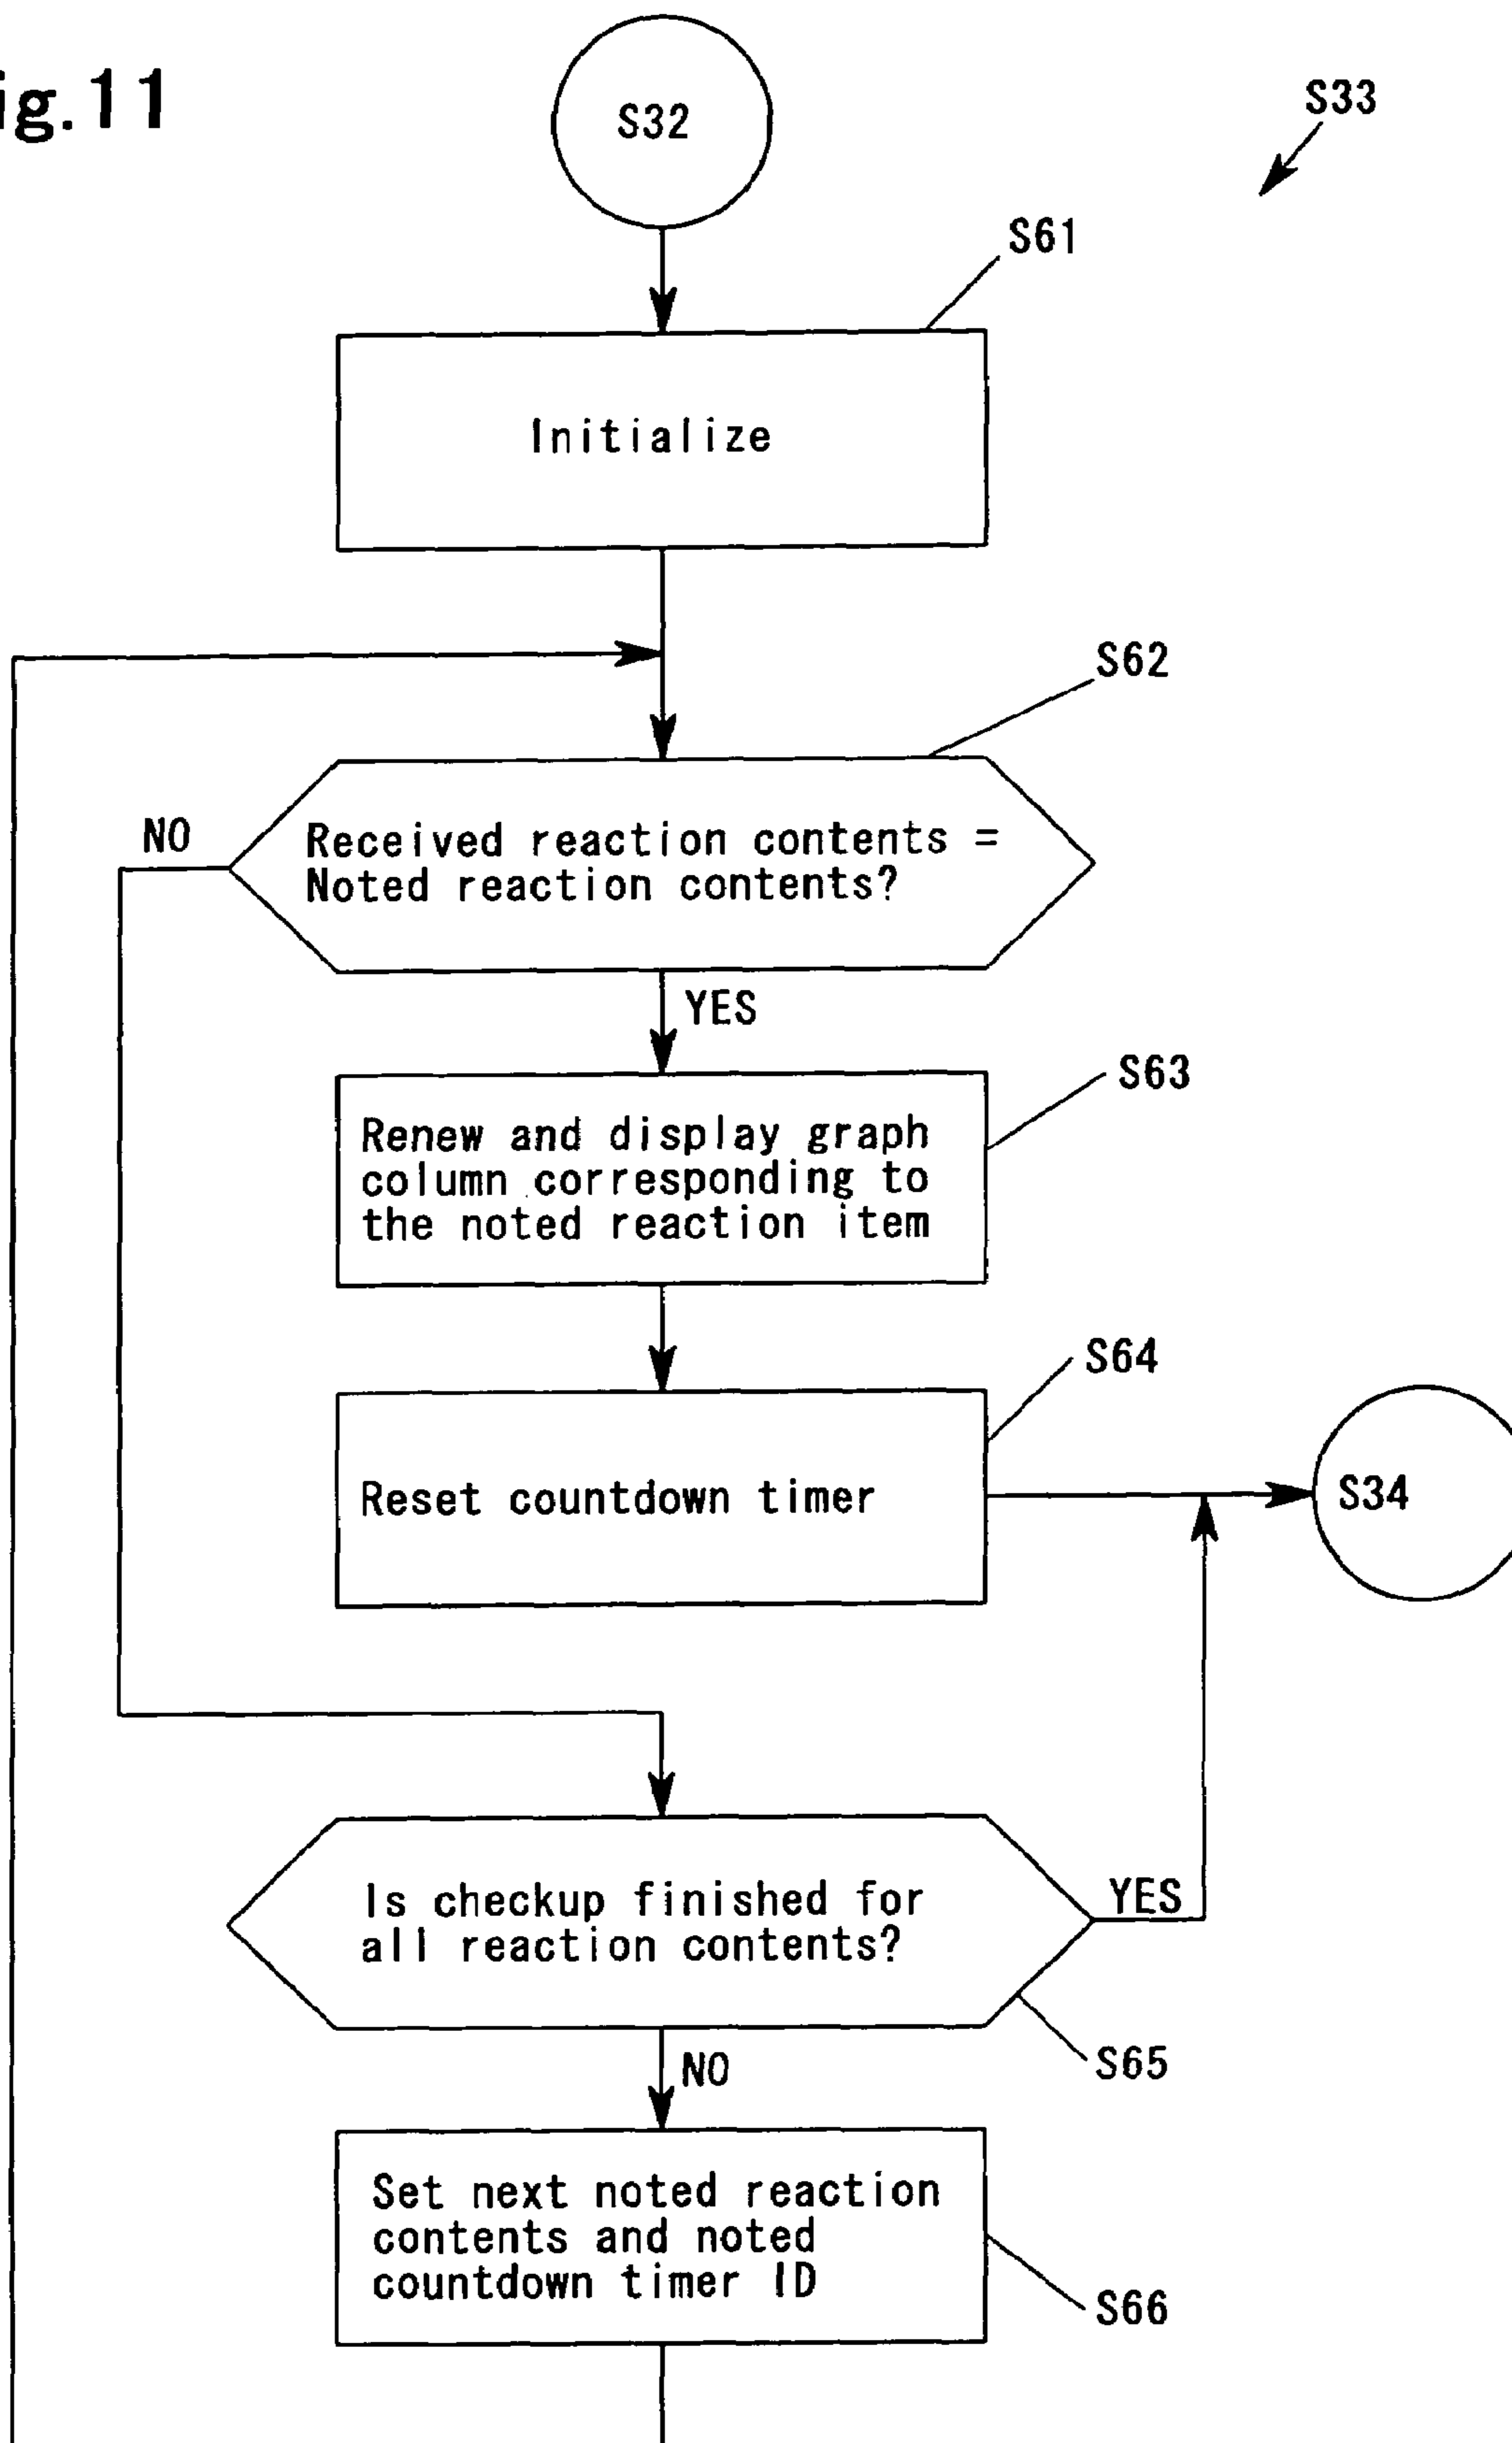 ig.11
S32
S33
S61
Initialize
S62
NO
Received reaction contents =
Noted reaction contents?
YES
S63
Renew and display graph
column corresponding to
the noted reaction item
S64
Reset countdown timer
S34
Is checkup finished for
all reaction contents?
YES
S65
NO
Set next noted reaction
contents and noted
countdown timer ID
S66